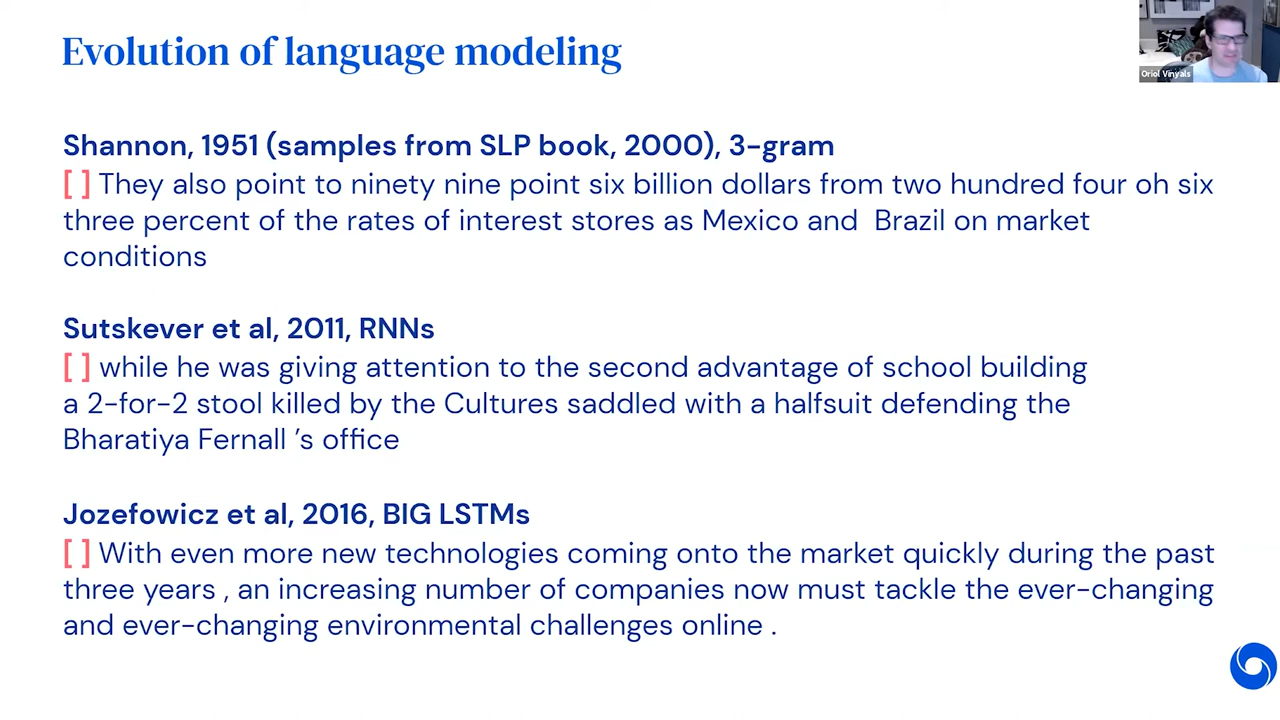 Evolution of language modeling
Oriol Vinyals
Shannon, 1951 (samples from SLP book, 2000), 3-gram
[ ] They also point to ninety nine point six billion dollars from two hundred four oh six
three percent of the rates of interest stores as Mexico and  Brazil on market
conditions
Sutskever et al, 2011, RNNs
[ ] while he was giving attention to the second advantage of school building
a 2-for-2 stool killed by the Cultures saddled with a halfsuit defending the
Bharatiya Fernall ’s office
Jozefowicz et al, 2016, BIG LSTMs
[ ] With even more new technologies coming onto the market quickly during the past
three years , an increasing number of companies now must tackle the ever-changing
and ever-changing environmental challenges online .